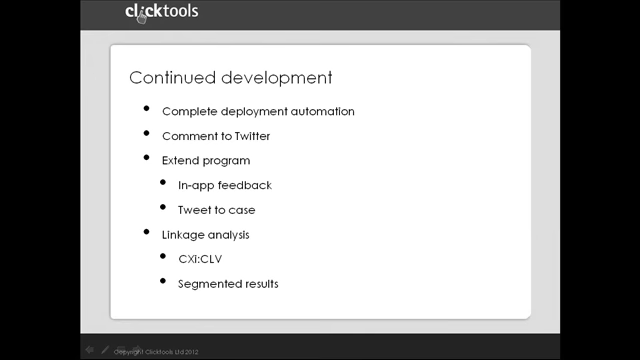 clicktools
Continued development
• Complete deployment automation
• Comment to Twitter
• Extend program
• In-app feedback
• Tweet to case
• Linkage analysis
• CXi:CLV
• Segmented results
Copyright Clicktools Ltd 2012